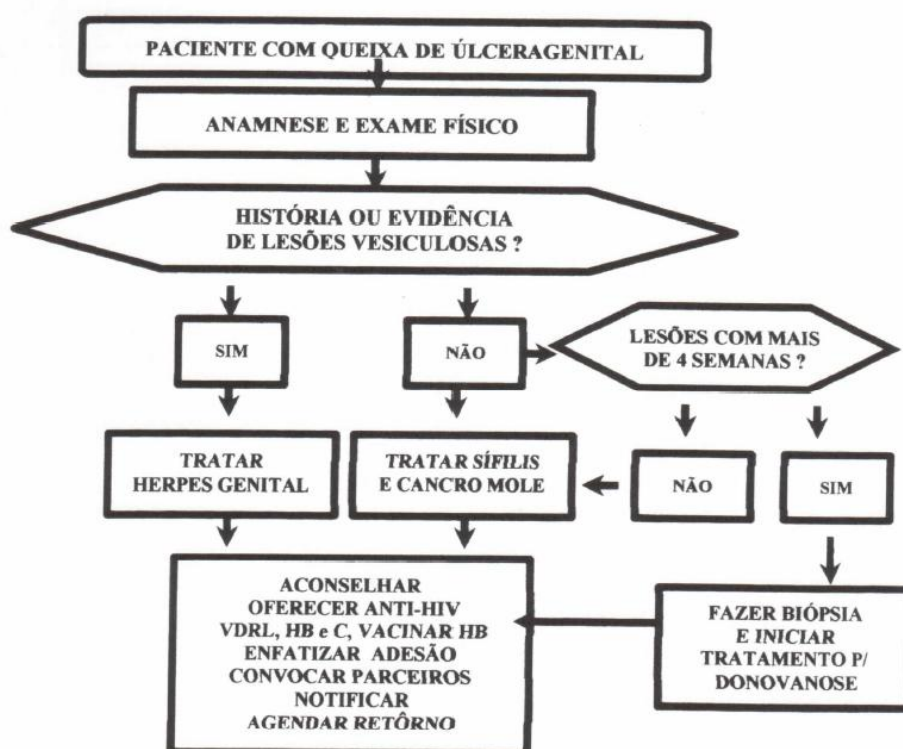 PACIENTE COM QUEIXA DE ÚLCERAGENITAL
ANAMNESE E EXAME FÍSICO
HISTÓRIA OU EVIDÊNCIA
DE LESÕES VESICULOSAS ?
SIM
NÃO
LESÕES COM MAIS
DE 4 SEMANAS ?
TRATAR
HERPES GENITAL
TRATAR SÍFILIS
E CANCRO MOLE
NÃO
SIM
ACONSELHAR
OFERECER ANTI-HIV
VDRL, HB e C, VACINAR HB
ENFATIZAR ADESÃO
CONVOCAR PARCEIROS
NOTIFICAR
AGENDAR RETÔRNO
FAZER BIÓPSIA
E INICIAR
TRATAMENTO P/
DONOVANOSE